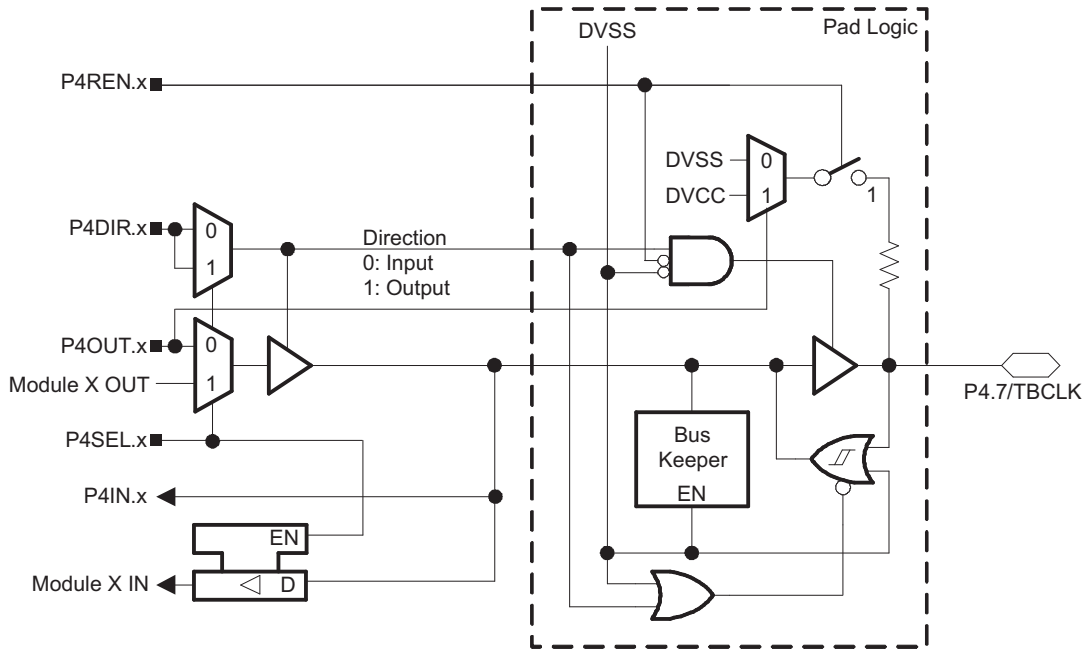 DVSS
Pad Logic
P4REN.x
DVSS
0
DVCC
1
1
P4DIR.x
0
1
Direction
0: Input
1: Output
P4OUT.x
0
Module X OUT
1
P4.7/TBCLK
P4SEL.x
Bus
Keeper
EN
P4IN.x
EN
Module X IN
D